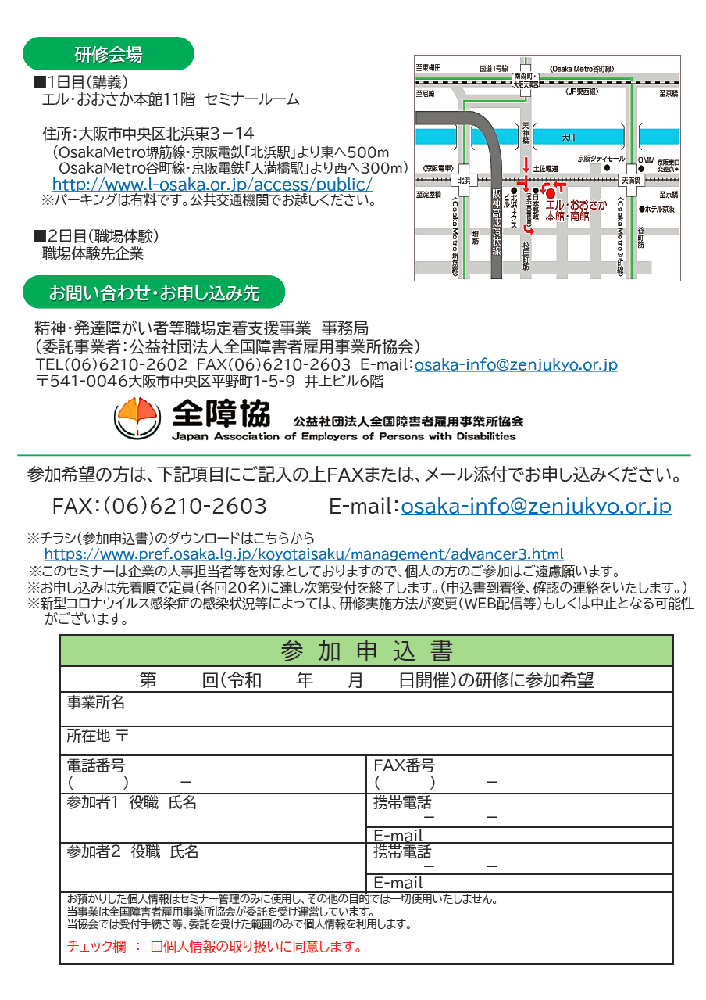 研修会場
■1日目（講義）
エル・おおさか本館11階　セミナールーム
住所：大阪市中央区北浜東3－14
（OsakaMetro堺筋線・京阪電鉄「北浜駅」より東へ500m
OsakaMetro谷町線・京阪電鉄「天満橋駅」より西へ300m）
http://www.l-osaka.or.jp/access/public/
※パーキングは有料です。公共交通機関でお越しください。
■2日目（職場体験）
職場体験先企業
至東梅田
国道1号線
〈Osaka Metro谷町線〉
南森町・
大阪天満宮
〈JR東西線〉
至尼崎
至京橋
天神橋
大川
京阪シティモール
OMM
京阪東口
交差点➡
〈京阪電車〉
土佐堀通
北浜
天満橋
至淀屋橋
至京橋
北浜ネクス
ビル
日本郵政
エル・おおさか
本館・南館
ホテル京阪
阪神高速環状線
〈Osaka Metro 堺筋線〉
堺筋
松屋町筋
〈Osaka Metro 谷町線〉
谷町筋
お問い合わせ・お申し込み先
精神・発達障がい者等職場定着支援事業　事務局
（委託事業者：公益社団法人全国障害者雇用事業所協会）
TEL（06）6210-2602　FAX（06）6210-2603　E-mail：osaka-info@zenjukyo.or.jp
〒541-0046大阪市中央区平野町1-5-9　井上ビル6階
全障協　公益社団法人全国障害者雇用事業所協会
Japan Association of Employers of Persons with Disabilities
参加希望の方は、下記項目にご記入の上FAXまたは、メール添付でお申し込みください。
FAX：（06）6210-2603　E-mail：osaka-info@zenjukyo.or.jp
※チラシ（参加申込書）のダウンロードはこちらから
https://www.pref.osaka.lg.jp/koyotaisaku/management/advancer3.html
※このセミナーは企業の人事担当者等を対象としておりますので、個人の方のご参加はご遠慮願います。
※お申し込みは先着順で定員（各回20名）に達し次第受付を終了します。（申込書到着後、確認の連絡をいたします。）
※新型コロナウイルス感染症の感染状況等によっては、研修実施方法が変更（WEB配信等）もしくは中止となる可能性
がございます。
参 加 申 込 書
第　　回（令和　　年　　月　　日開催）の研修に参加希望
事業所名
所在地 〒
電話番号
（　　　）　　　－
FAX番号
（　　　）　　　－
参加者1　役職　氏名
携帯電話
－　　　－
E-mail
参加者2　役職　氏名
携帯電話
－　　　－
E-mail
お預かりした個人情報はセミナー管理のみに使用し、その他の目的では一切使用いたしません。
当事業は全国障害者雇用事業所協会が委託を受け運営しています。
当協会では受付手続き等、委託を受けた範囲のみで個人情報を利用します。
チェック欄 ： □個人情報の取り扱いに同意します。